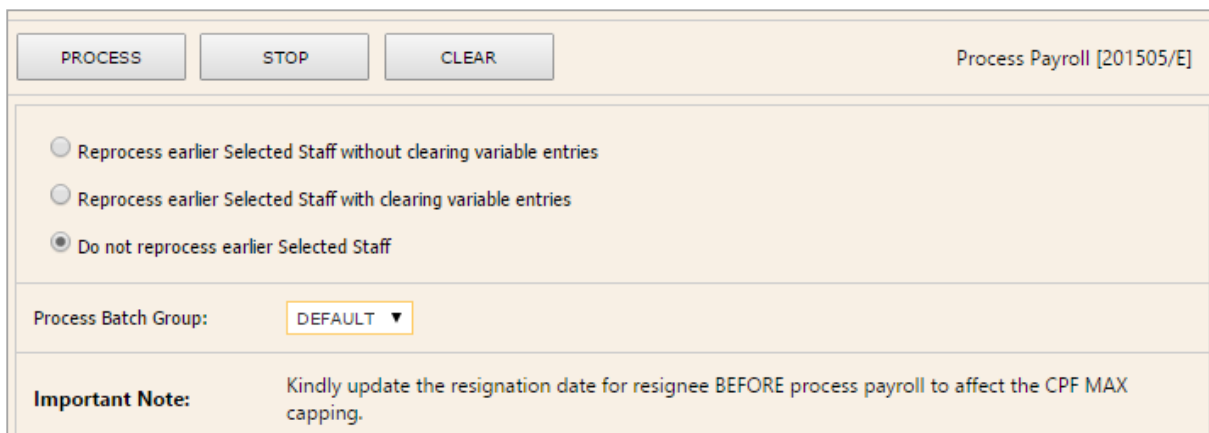 PROCESS STOP CLEAR Process Payroll [201505/E]
Reprocess earlier Selected Staff without clearing variable entries
Reprocess earlier Selected Staff with clearing variable entries
Do not reprocess earlier Selected Staff
Process Batch Group: DEFAULT
Important Note: Kindly update the resignation date for resignee BEFORE process payroll to affect the CPF MAX
capping.